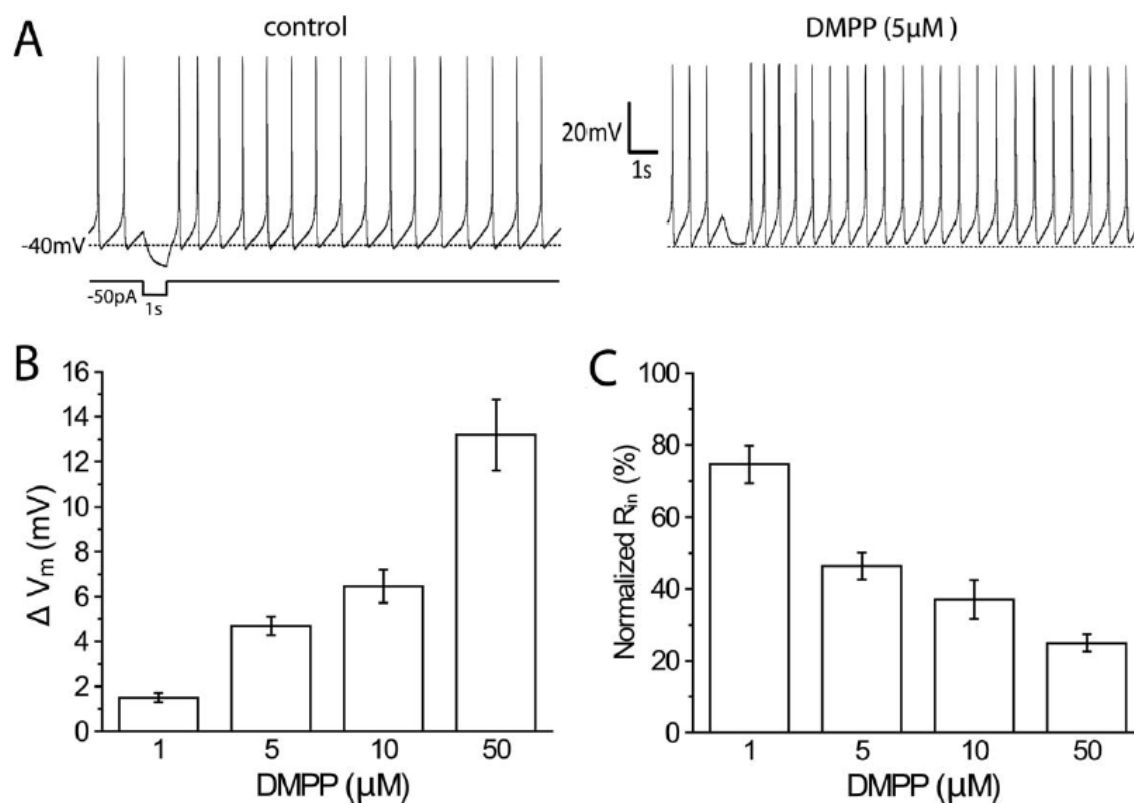 A
control
DMPP (5µM )
20mV
1s
-40mV
-50pA
1s
B
Δ Vm (mV)
16
14
12
10
8
6
4
2
0
1 5 10 50
DMPP (µM)
C
Normalized Rin (%)
100
80
60
40
20
0
1 5 10 50
DMPP (µM)